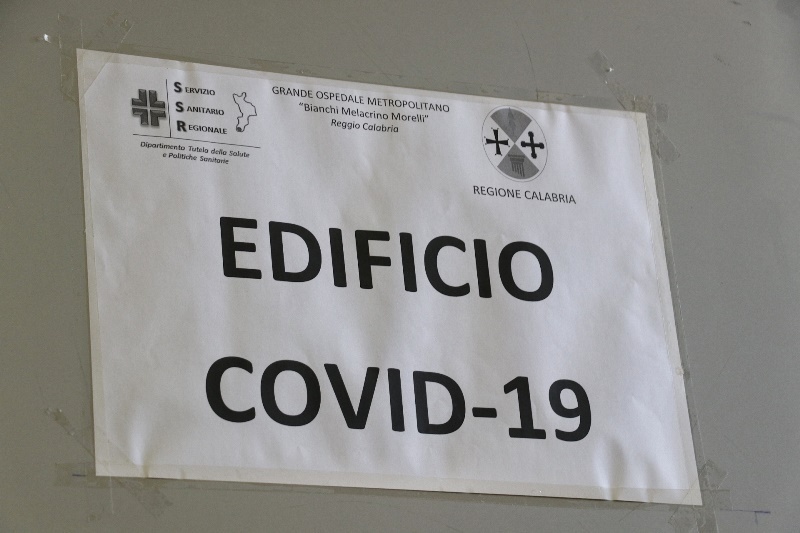 SERVIZIO
SANITARIO
REGIONALE
Dipartimento Tutela della Salute
e Politiche Sanitarie
GRANDE OSPEDALE METROPOLITANO
"Bianchi Melacrino Morelli"
Reggio Calabria
REGIONE CALABRIA
EDIFICIO
COVID-19